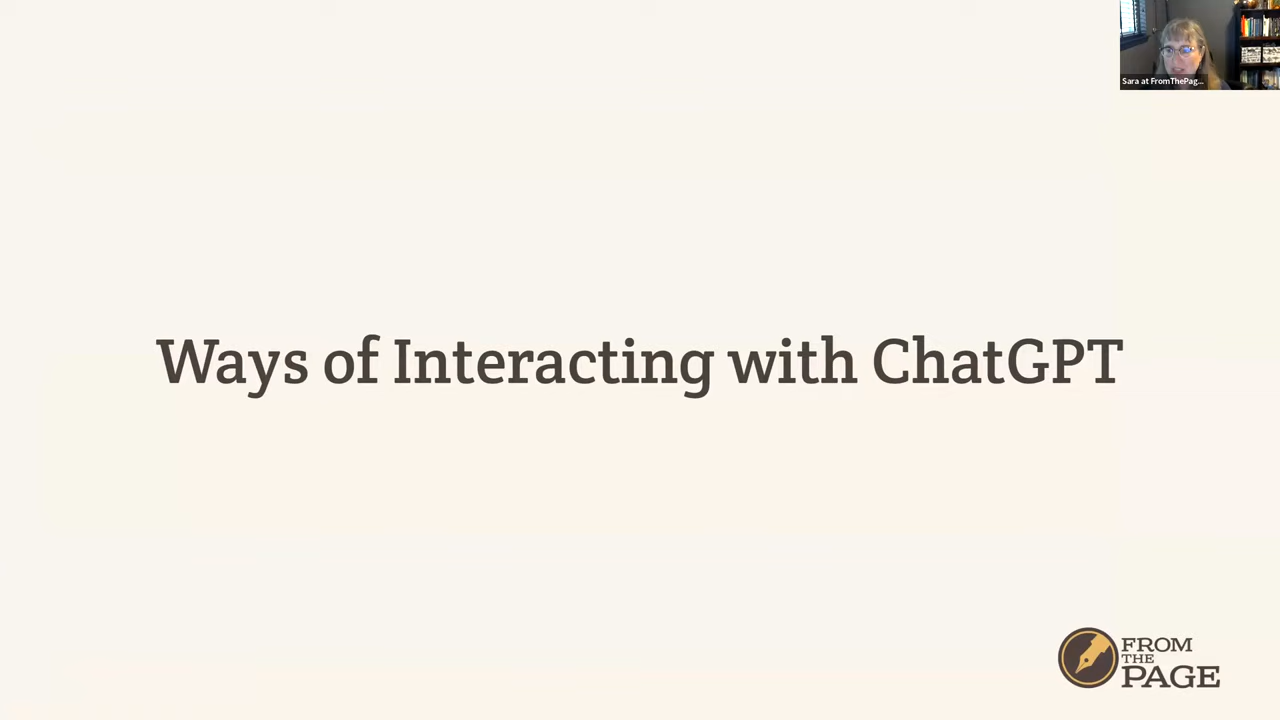 Sara at FromThePag...
Ways of Interacting with ChatGPT
FROM
THE
PAGE